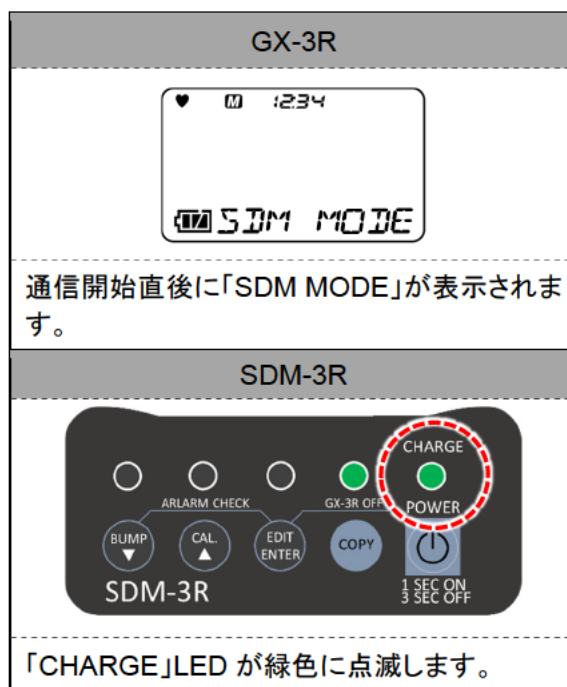 GX-3R
♥ M 12:34
SDM MODE
通信開始直後に「SDM MODE」が表示されま
す。
SDM-3R
CHARGE
ARLARM CHECK
GX-3R OFF
POWER
BUMP
▼
CAL.
▲
EDIT
ENTER
COPY
SDM-3R
1 SEC ON
3 SEC OFF
「CHARGE」LED が緑色に点滅します。